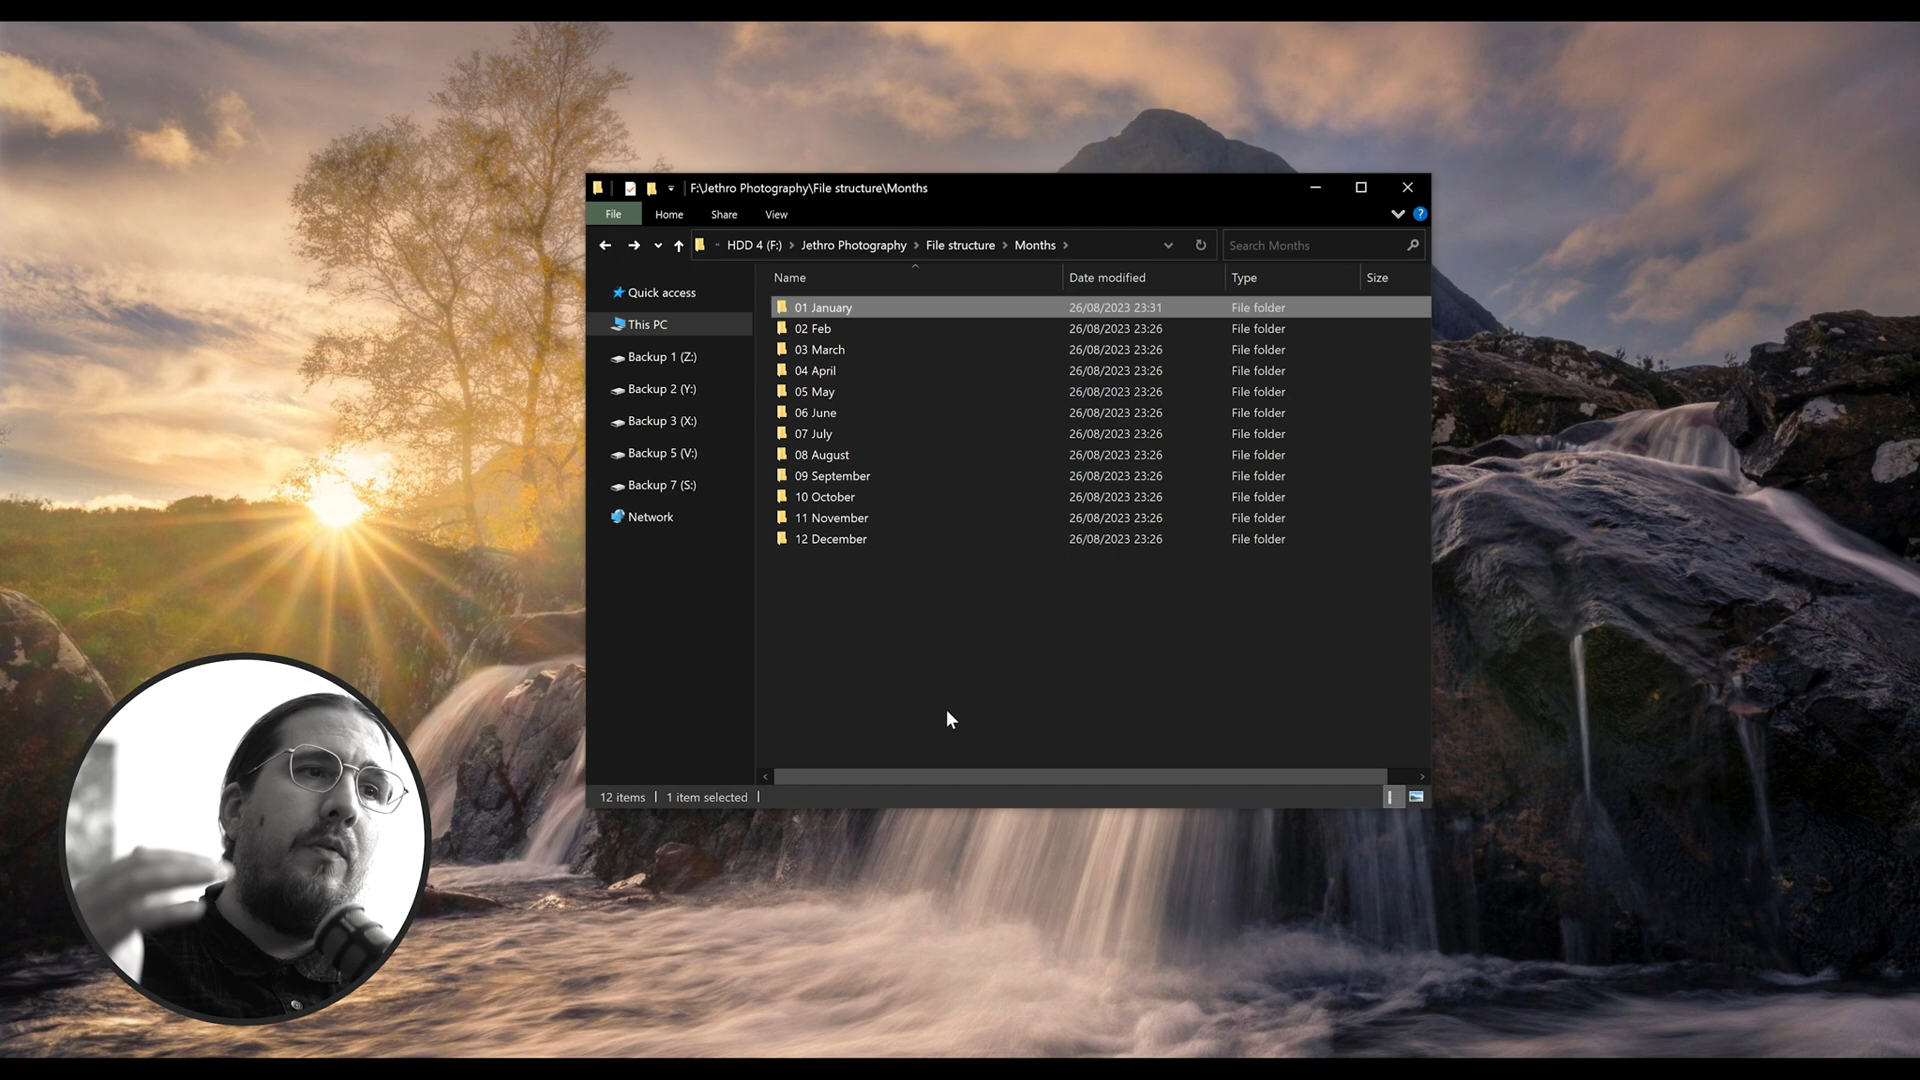 F:\Jethro Photography\File structure\Months
File Home Share View
HDD 4 (F:) Jethro Photography File structure Months
Search Months
Quick access
This PC
Backup 1 (Z:)
Backup 2 (Y:)
Backup 3 (X:)
Backup 5 (V:)
Backup 7 (S:)
Network
Name Date modified Type Size
01 January 26/08/2023 23:31 File folder
02 Feb 26/08/2023 23:26 File folder
03 March 26/08/2023 23:26 File folder
04 April 26/08/2023 23:26 File folder
05 May 26/08/2023 23:26 File folder
06 June 26/08/2023 23:26 File folder
07 July 26/08/2023 23:26 File folder
08 August 26/08/2023 23:26 File folder
09 September 26/08/2023 23:26 File folder
10 October 26/08/2023 23:26 File folder
11 November 26/08/2023 23:26 File folder
12 December 26/08/2023 23:26 File folder
12 items 1 item selected